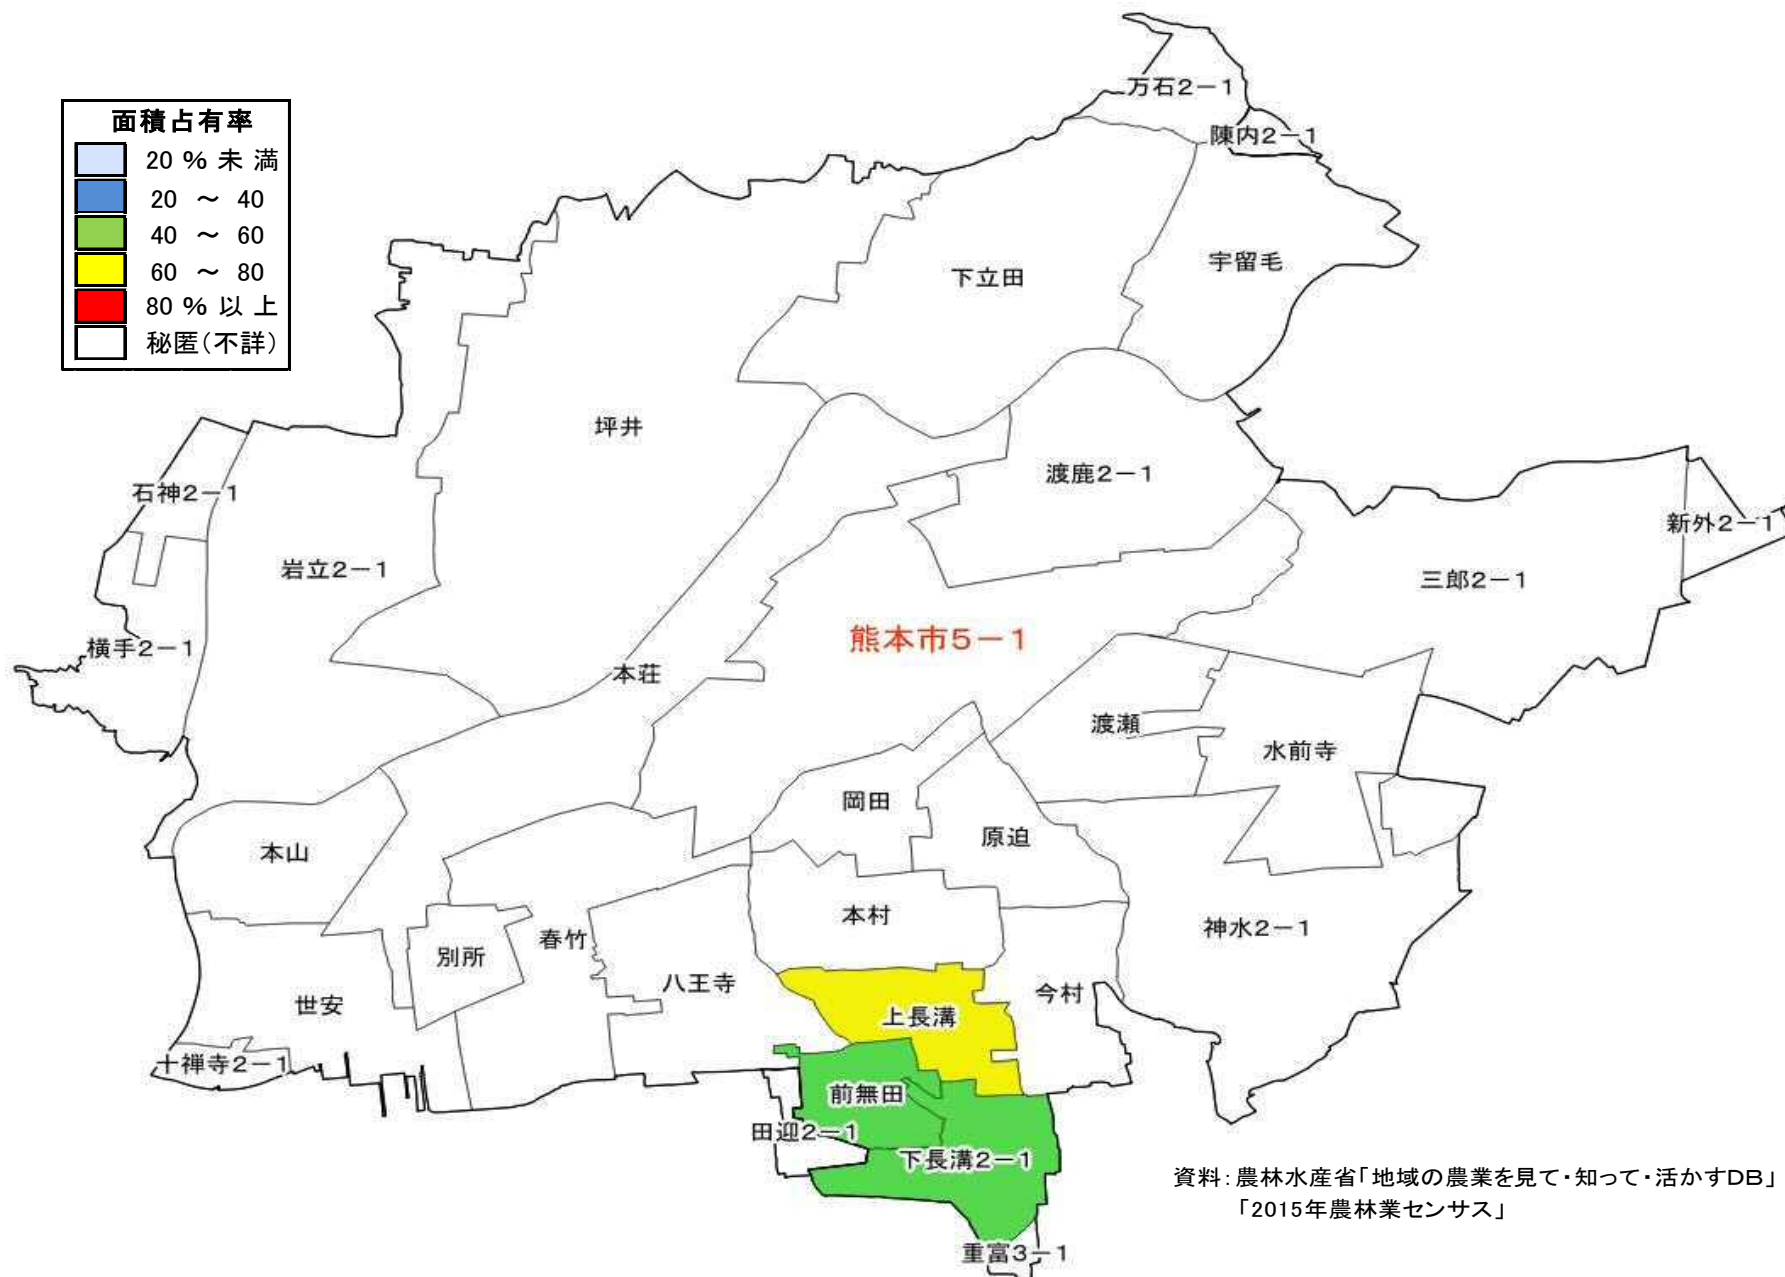 面積占有率
20 % 未 満
20 ～ 40
40 ～ 60
60 ～ 80
80 % 以 上
秘匿(不詳)
万石2－1
陳内2－1
宇留毛
下立田
坪井
渡鹿2－1
石神2－1
新外2－1
岩立2－1
三郎2－1
熊本市5－1
横手2－1
本荘
渡瀬
水前寺
岡田
原迫
本山
本村
神水2－1
春竹
別所
八王寺
今村
世安
上長溝
十禅寺2－1
前無田
田迎2－1
下長溝2－1
重富3－1
資料：農林水産省「地域の農業を見て・知って・活かすDB」
「2015年農林業センサス」